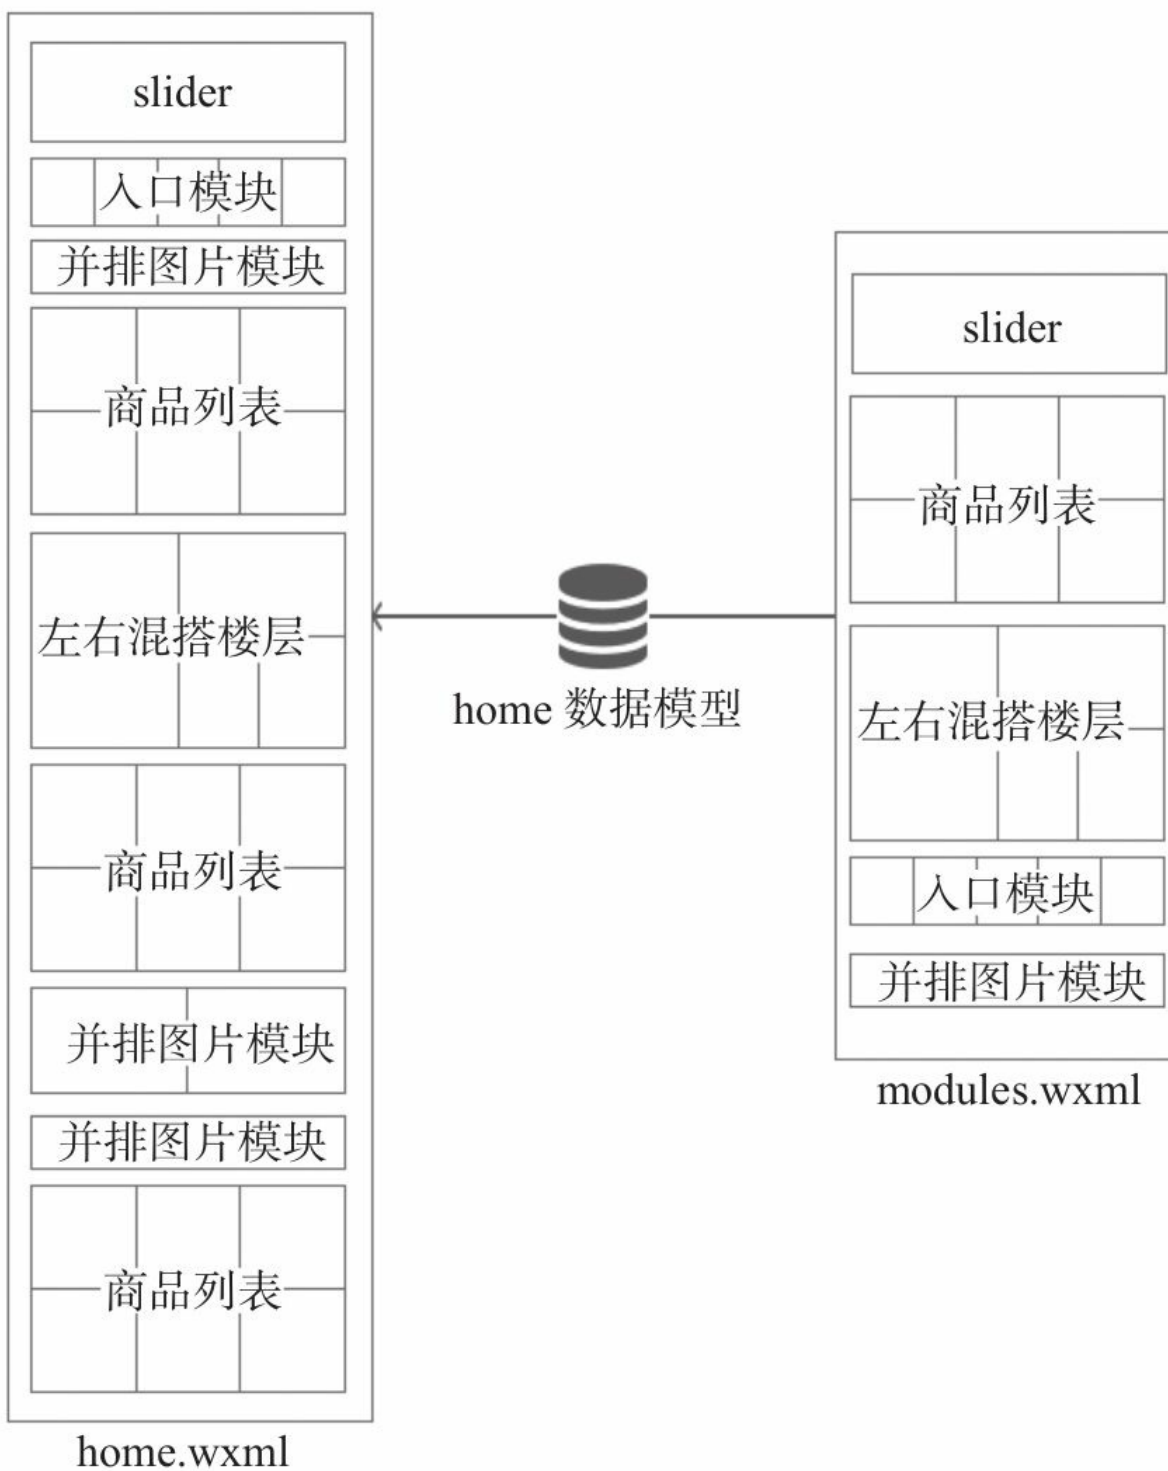 slider
入口模块
并排图片模块
商品列表
左右混搭楼层
商品列表
并排图片模块
并排图片模块
商品列表
home.wxml
home 数据模型
slider
商品列表
左右混搭楼层
入口模块
并排图片模块
modules.wxml